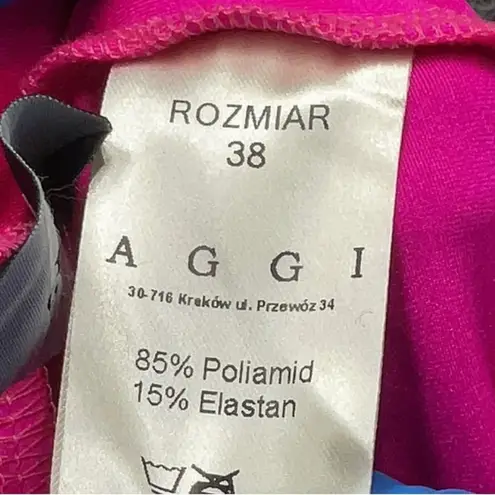 ROZMIAR
38
A G G I
30-716 Kraków ul. Przewóz 34
85% Poliamid
15% Elastan